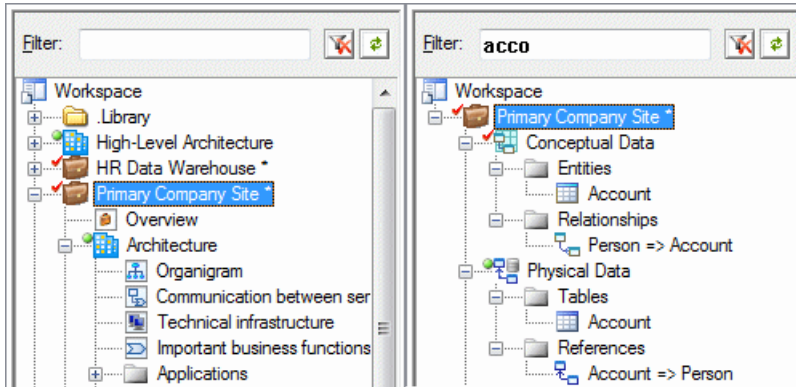 Filter:
Workspace
.Library
High-Level Architecture
HR Data Warehouse *
Primary Company Site *
Overview
Architecture
Organigram
Communication between ser
Technical infrastructure
Important business functions
Applications
Filter: acco
Workspace
Primary Company Site *
Conceptual Data
Entities
Account
Relationships
Person => Account
Physical Data
Tables
Account
References
Account => Person